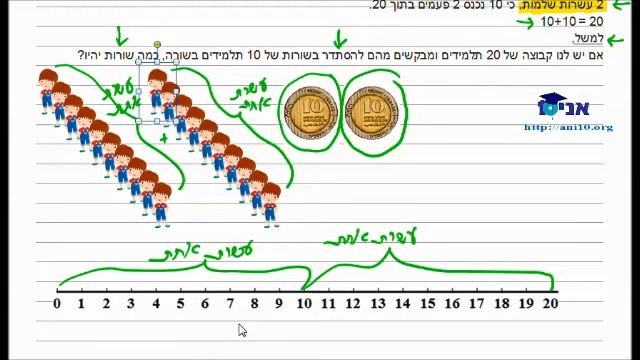 2 עשרות שלמות, כי 10 נכנס 2 פעמים בתוך 20.
10+10 = 20
למשל,
אם יש לנו קבוצה של 20 תלמידים ומבקשים מהם להסתדר בשורות של 10 תלמידים בשורה, כמה שורות יהיו?
עשרת אחת
עשרת אחת
+
10
10
אני10
http://ani10.org
עשרת אחת
עשרת אחת
0 1 2 3 4 5 6 7 8 9 10 11 12 13 14 15 16 17 18 19 20